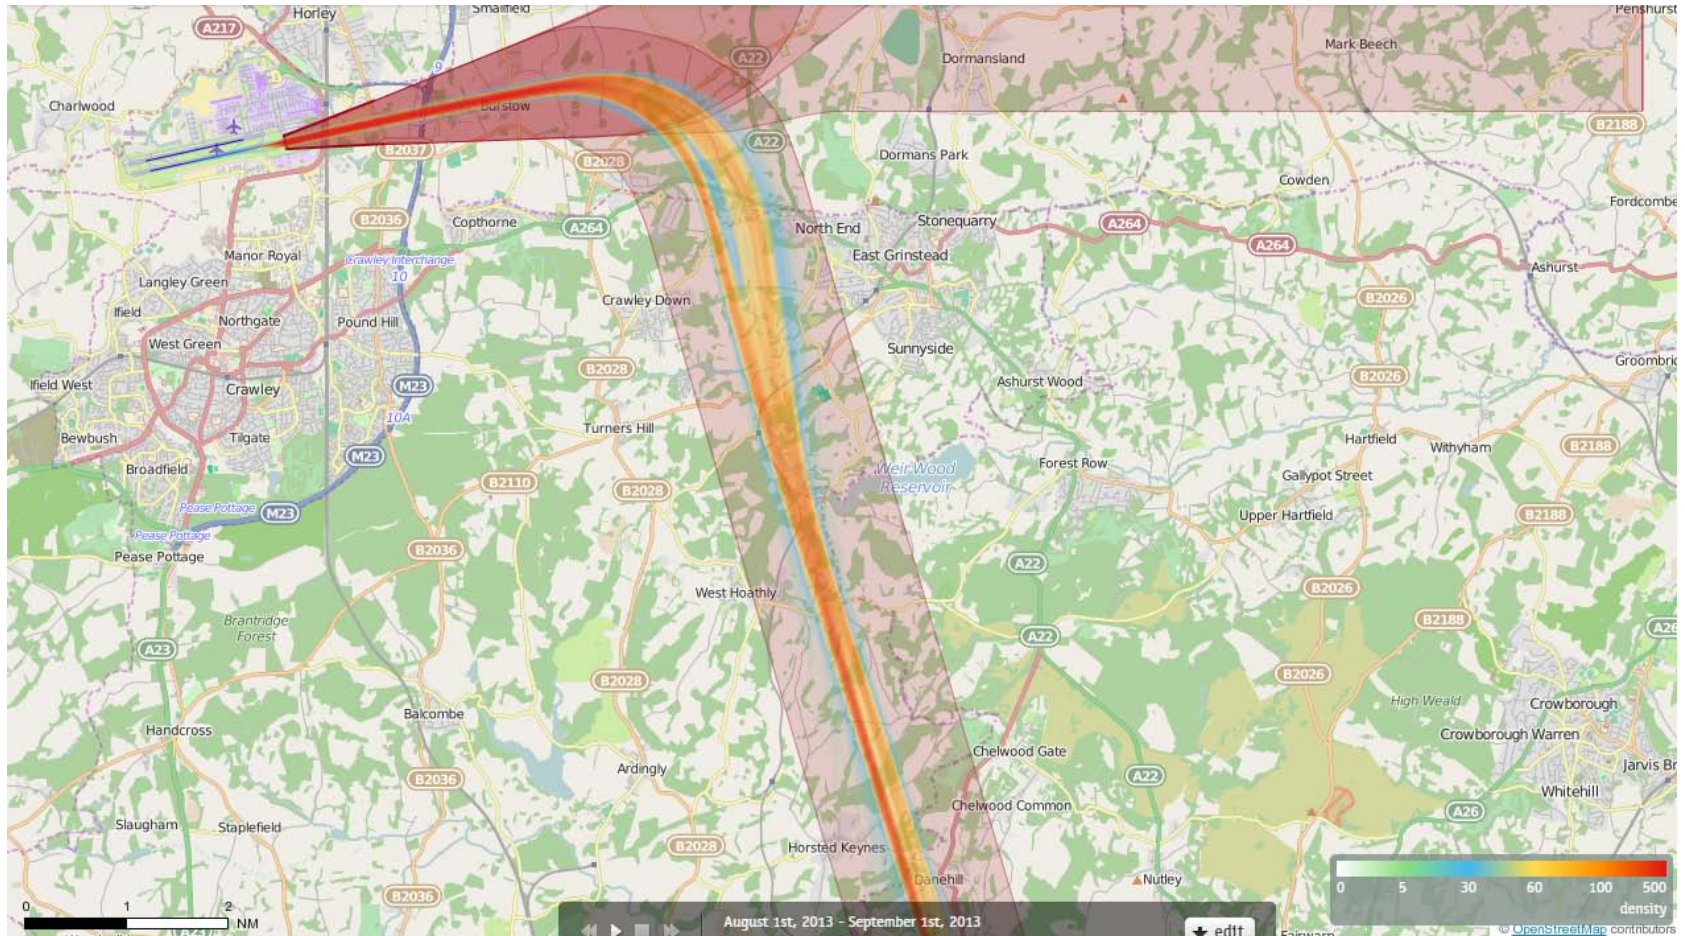 Horley
Smallfield
Penshurst
A217
9
A22
Dormansland
Mark Beech
Charlwood
Burstow
B2188
B2037
A22
Dormans Park
B2028
Cowden
B2036
Copthorne
A264
North End
Stonequarry
A264
A264
Fordcombe
Manor Royal
Crawley Interchange
10
East Grinstead
Ashurst
Langley Green
B2026
Ifield
Northgate
Pound Hill
Crawley Down
West Green
Sunnyside
Groombri
Ifield West
Crawley
M23
B2028
Ashurst Wood
B2026
10A
Bewbush
Tilgate
Turners Hill
Hartfield
Withyham
B2188
M23
Broadfield
Weir Wood
Reservoir
Forest Row
Gallypot Street
B2110
B2028
Pease Pottage
M23
Upper Hartfield
B2188
Pease Pottage
Pease Pottage
B2036
A22
West Hoathly
B2026
Brantridge
Forest
B2188
A26
A23
A22
B2028
B2026
High Weald
Crowborough
Balcombe
Handcross
Chelwood Gate
Crowborough Warren
Ardingly
B2036
A22
Jarvis Br
Whitehill
Chelwood Common
A26
Slaugham
Staplefield
B2028
Horsted Keynes
Danehill
Nutley
B2036
0 5 30 60 100 500
density
0 1 2 NM
August 1st, 2013 - September 1st, 2013
edit
Fairwarp
© OpenStreetMap contributors